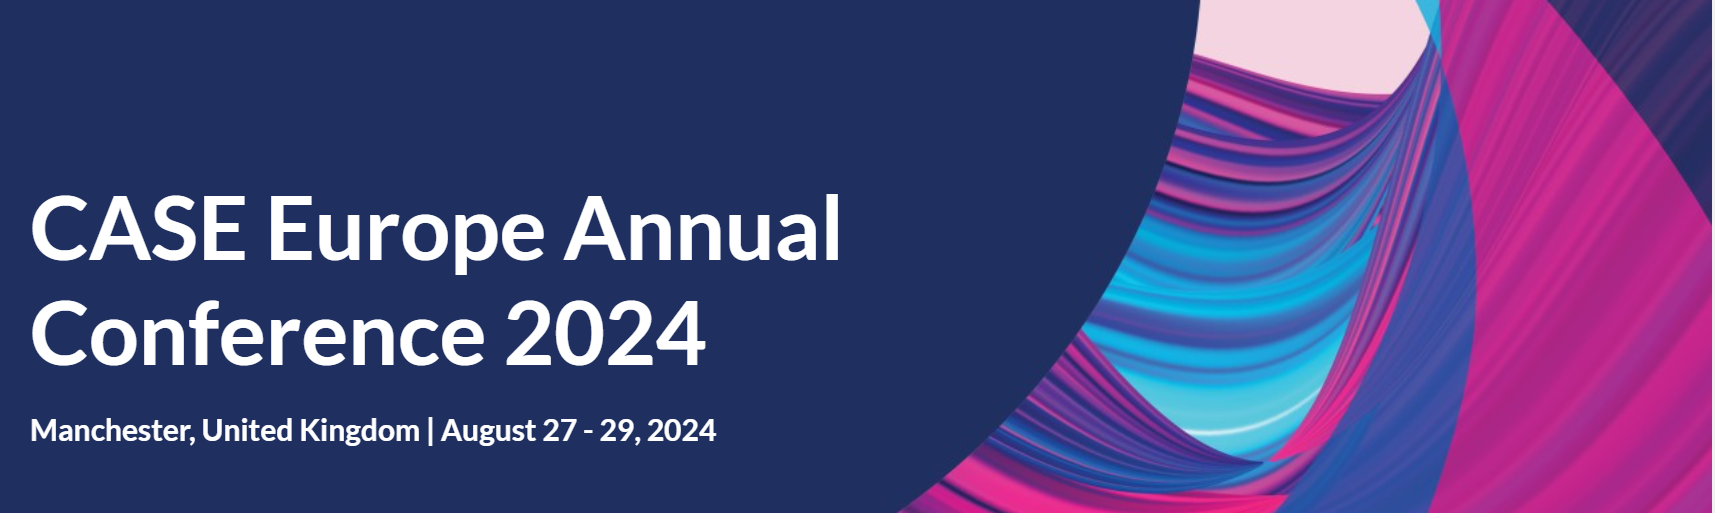 CASE Europe Annual
Conference 2024
Manchester, United Kingdom | August 27 - 29, 2024